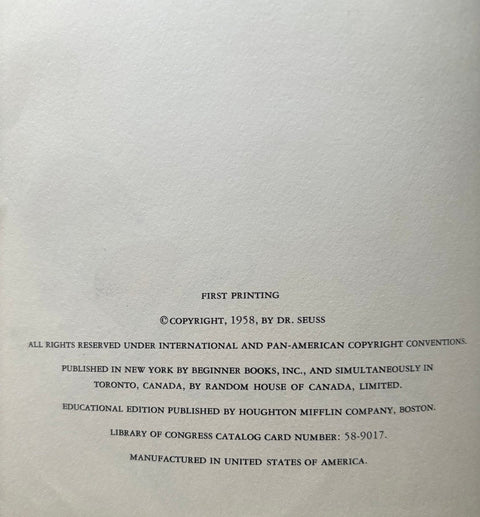 FIRST PRINTING
©COPYRIGHT, 1958, BY DR. SEUSS
ALL RIGHTS RESERVED UNDER INTERNATIONAL AND PAN-AMERICAN COPYRIGHT CONVENTIONS.
PUBLISHED IN NEW YORK BY BEGINNER BOOKS, INC., AND SIMULTANEOUSLY IN
TORONTO, CANADA, BY RANDOM HOUSE OF CANADA, LIMITED.
EDUCATIONAL EDITION PUBLISHED BY HOUGHTON MIFFLIN COMPANY, BOSTON.
LIBRARY OF CONGRESS CATALOG CARD NUMBER: 58-9017.
MANUFACTURED IN UNITED STATES OF AMERICA.